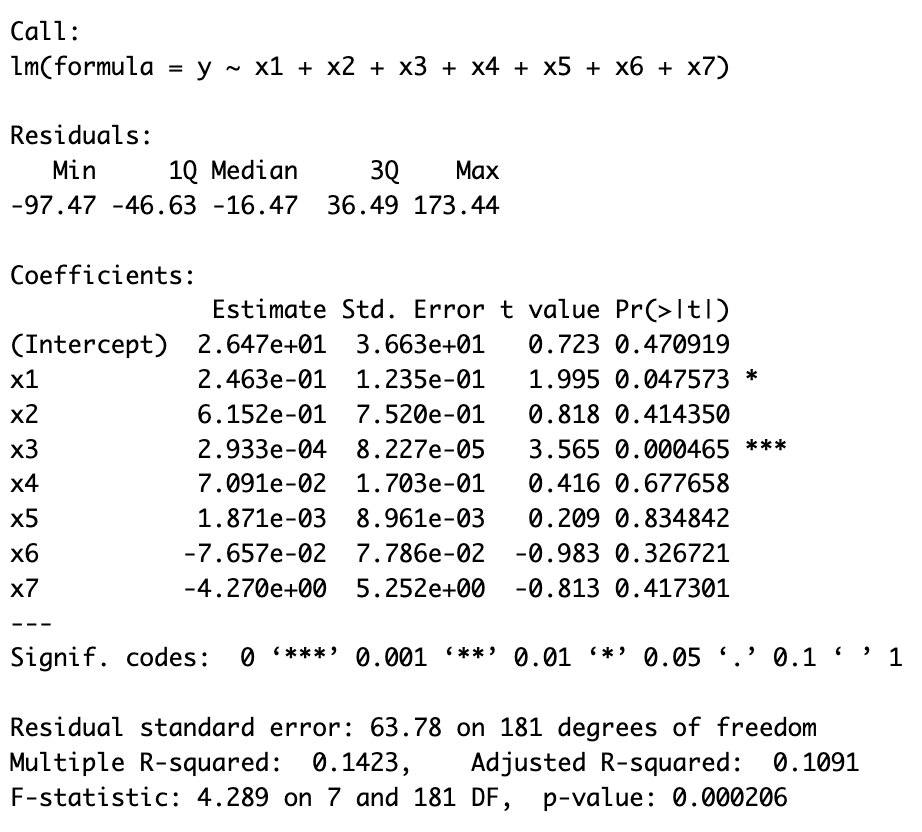 Call:
lm(formula = y ~ x1 + x2 + x3 + x4 + x5 + x6 + x7)

Residuals:
   Min     1Q Median     3Q    Max
-97.47 -46.63 -16.47  36.49 173.44

Coefficients:
              Estimate Std. Error t value Pr(>|t|)
(Intercept)  2.647e+01  3.663e+01   0.723 0.470919
x1           2.463e-01  1.235e-01   1.995 0.047573 *
x2           6.152e-01  7.520e-01   0.818 0.414350
x3           2.933e-04  8.227e-05   3.565 0.000465 ***
x4           7.091e-02  1.703e-01   0.416 0.677658
x5           1.871e-03  8.961e-03   0.209 0.834842
x6          -7.657e-02  7.786e-02  -0.983 0.326721
x7          -4.270e+00  5.252e+00  -0.813 0.417301
---
Signif. codes:  0 ‘***’ 0.001 ‘**’ 0.01 ‘*’ 0.05 ‘.’ 0.1 ‘ ’ 1

Residual standard error: 63.78 on 181 degrees of freedom
Multiple R-squared:  0.1423,    Adjusted R-squared:  0.1091
F-statistic: 4.289 on 7 and 181 DF,  p-value: 0.000206